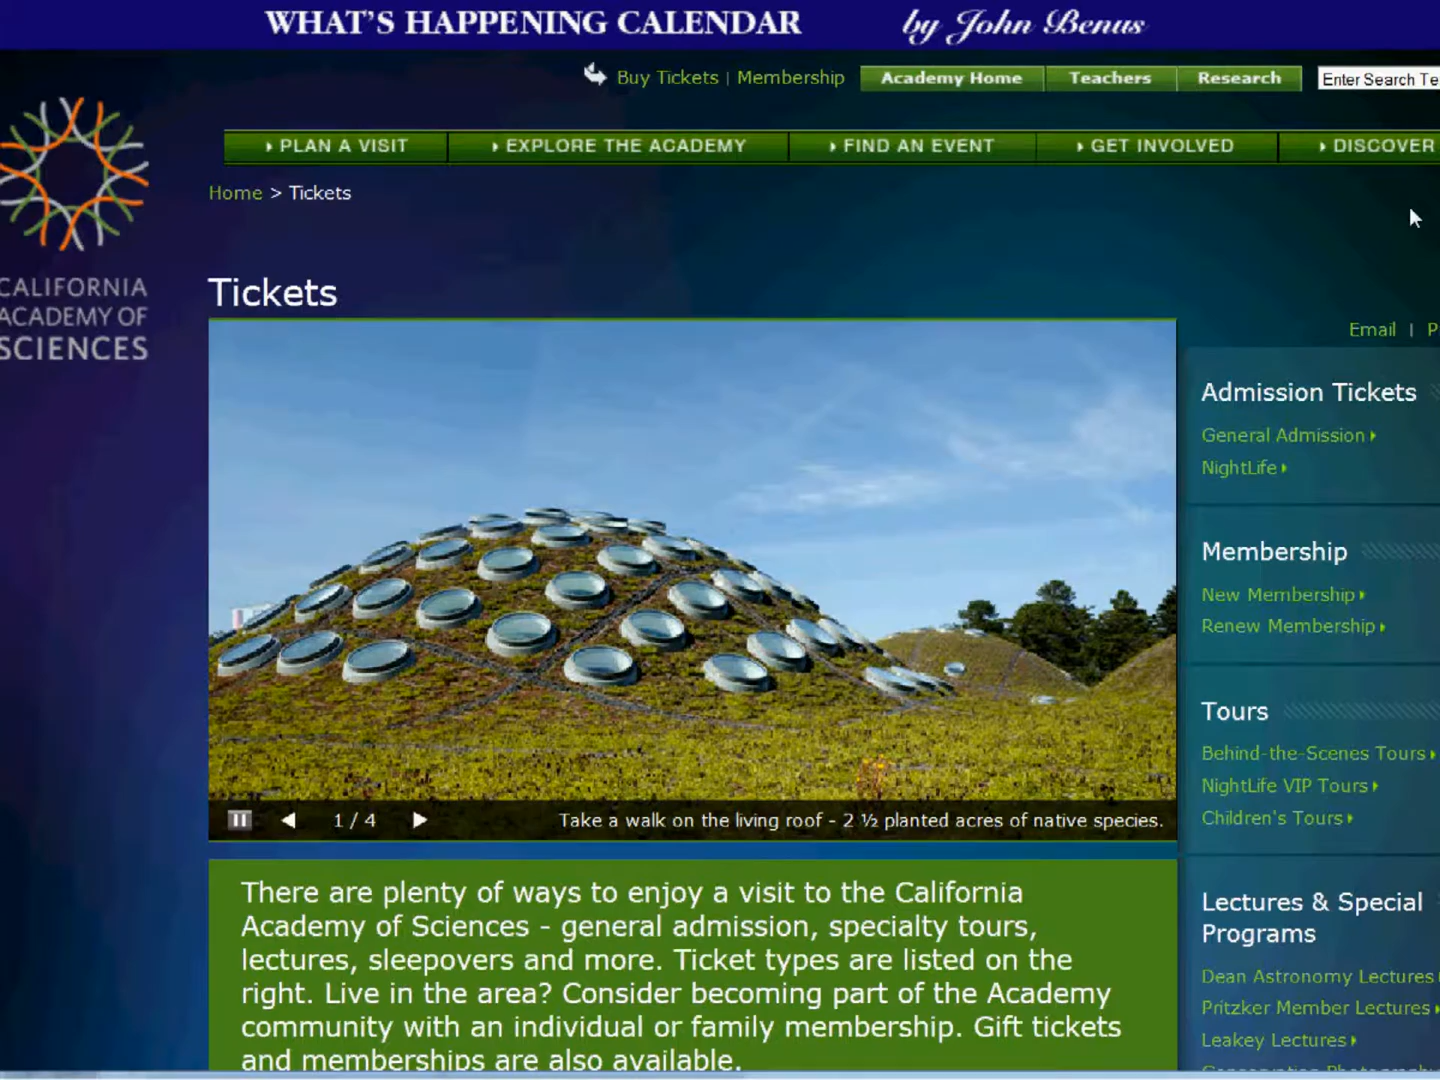 WHAT'S HAPPENING CALENDAR by John Benus
Buy Tickets | Membership Academy Home Teachers Research Enter Search Te
PLAN A VISIT EXPLORE THE ACADEMY FIND AN EVENT GET INVOLVED DISCOVER
Home > Tickets
CALIFORNIA
ACADEMY OF
SCIENCES
Tickets
Take a walk on the living roof - 2 ½ planted acres of native species.
1 / 4
There are plenty of ways to enjoy a visit to the California
Academy of Sciences - general admission, specialty tours,
lectures, sleepovers and more. Ticket types are listed on the
right. Live in the area? Consider becoming part of the Academy
community with an individual or family membership. Gift tickets
and memberships are also available.
Email | P
Admission Tickets
General Admission
NightLife
Membership
New Membership
Renew Membership
Tours
Behind-the-Scenes Tours
NightLife VIP Tours
Children's Tours
Lectures & Special
Programs
Dean Astronomy Lectures
Pritzker Member Lectures
Leakey Lectures